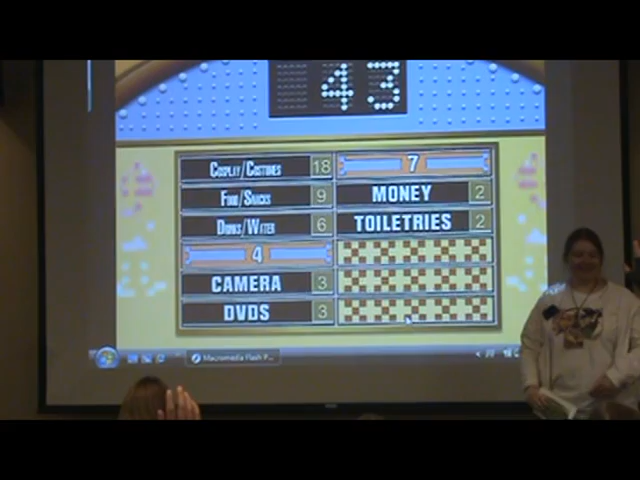 43
Cosplay/Costumes 18
Food/Snacks 9
Drinks/Water 6
4
CAMERA 3
DVDS 3
7
MONEY 2
TOILETRIES 2
Macromedia Flash P...